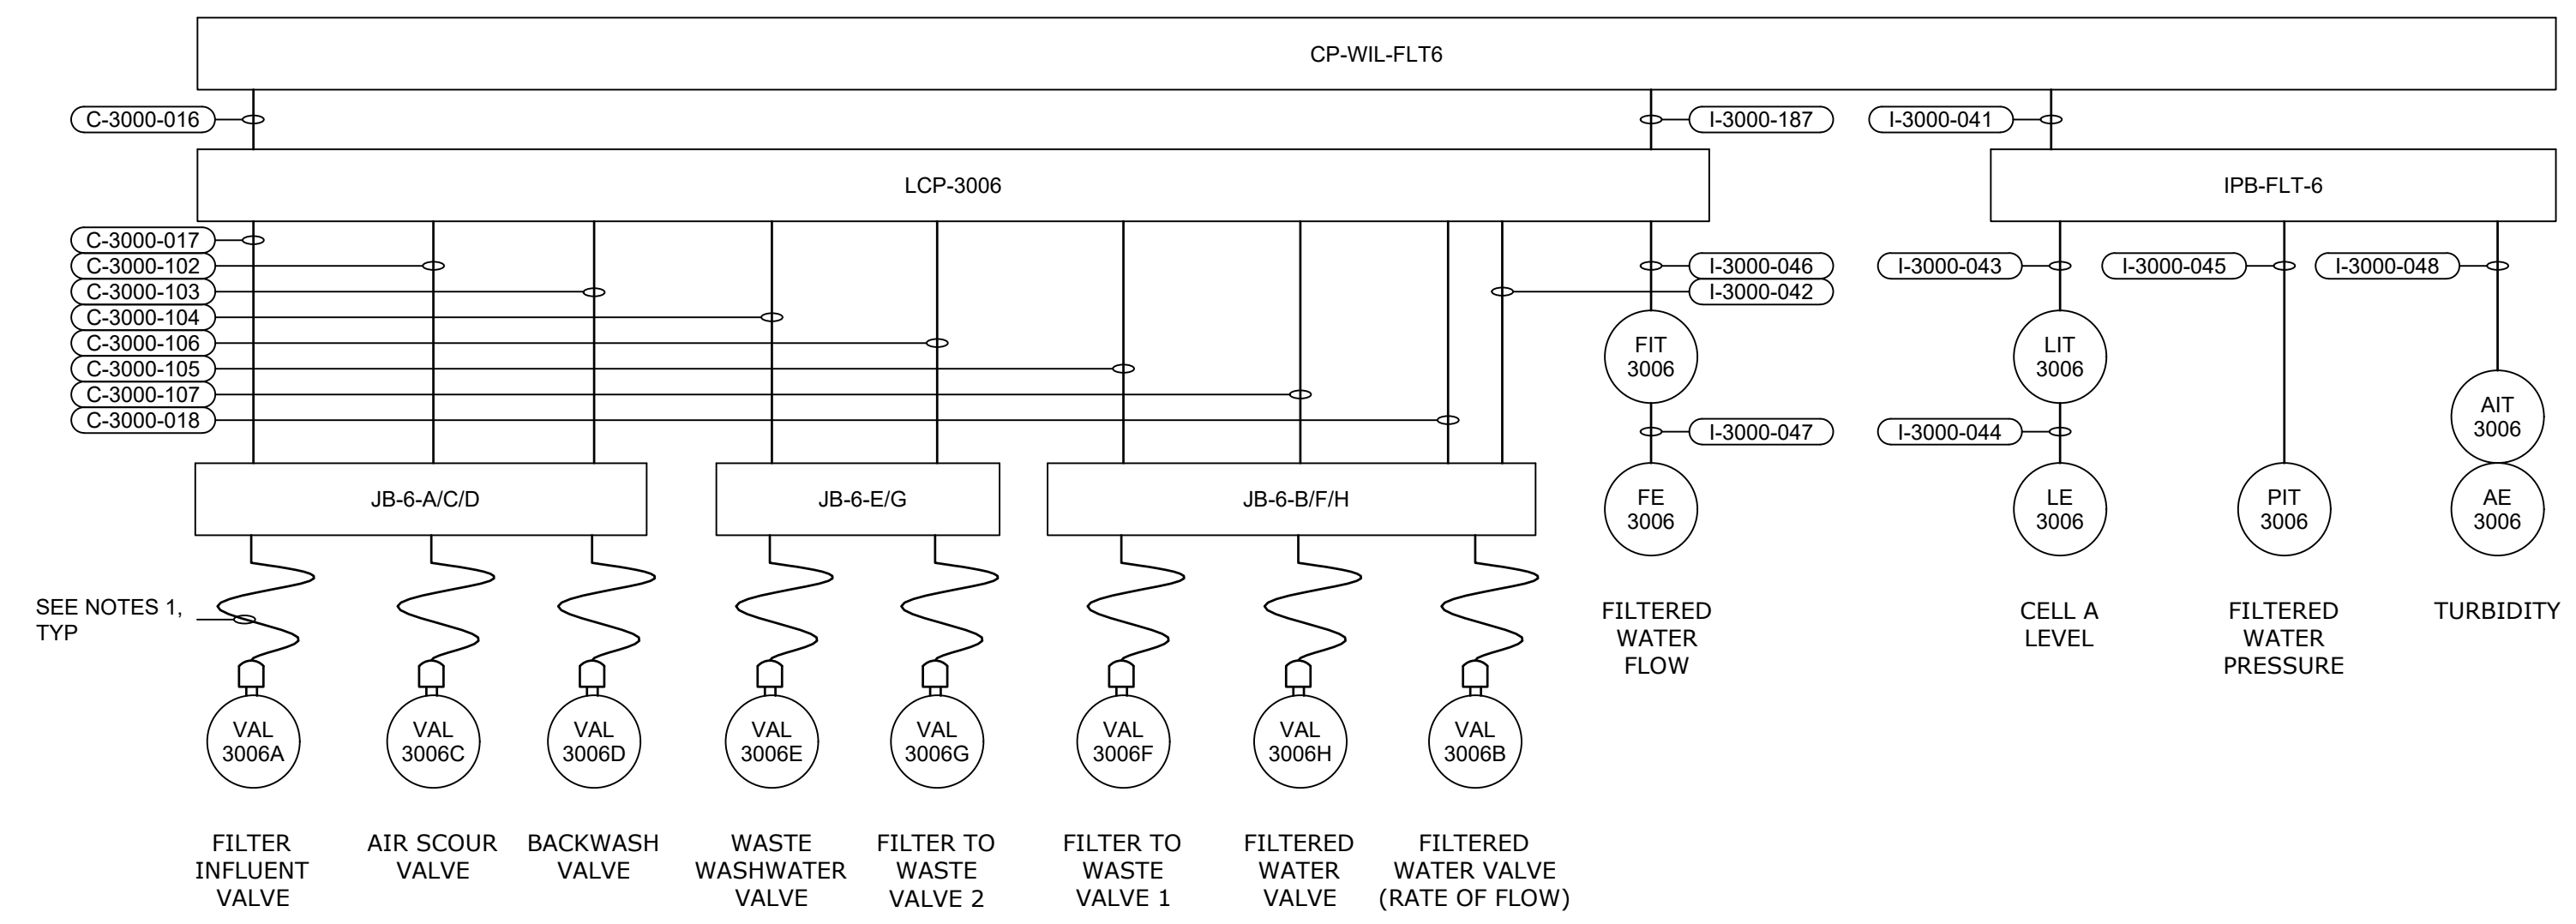 CP-WIL-FLT6
C-3000-016
I-3000-187
I-3000-041
LCP-3006
IPB-FLT-6
C-3000-017
C-3000-102
C-3000-103
C-3000-104
C-3000-106
C-3000-105
C-3000-107
C-3000-018
I-3000-046
I-3000-042
I-3000-043
I-3000-045
I-3000-048
FIT
3006
LIT
3006
AIT
3006
I-3000-047
I-3000-044
JB-6-A/C/D
JB-6-E/G
JB-6-B/F/H
FE
3006
LE
3006
PIT
3006
AE
3006
SEE NOTES 1,
TYP
FILTERED
WATER
FLOW
CELL A
LEVEL
FILTERED
WATER
PRESSURE
TURBIDITY
VAL
3006A
VAL
3006C
VAL
3006D
VAL
3006E
VAL
3006G
VAL
3006F
VAL
3006H
VAL
3006B
FILTER
INFLUENT
VALVE
AIR SCOUR
VALVE
BACKWASH
VALVE
WASTE
WASHWATER
VALVE
FILTER TO
WASTE
VALVE 2
FILTER TO
WASTE
VALVE 1
FILTERED
WATER
VALVE
FILTERED
WATER VALVE
(RATE OF FLOW)